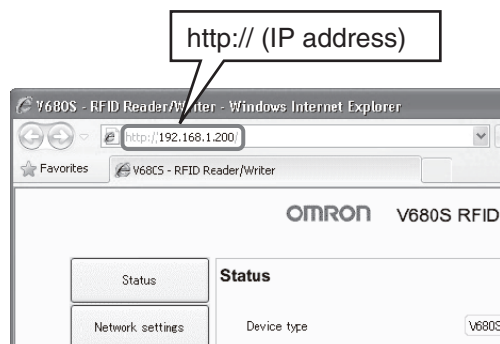 http:// (IP address)
V680S - RFID Reader/Writer - Windows Internet Explorer
http://192.168.1.200/
Favorites
V680S - RFID Reader/Writer
OMRON V680S RFID
Status
Status
Network settings
Device type
V680S